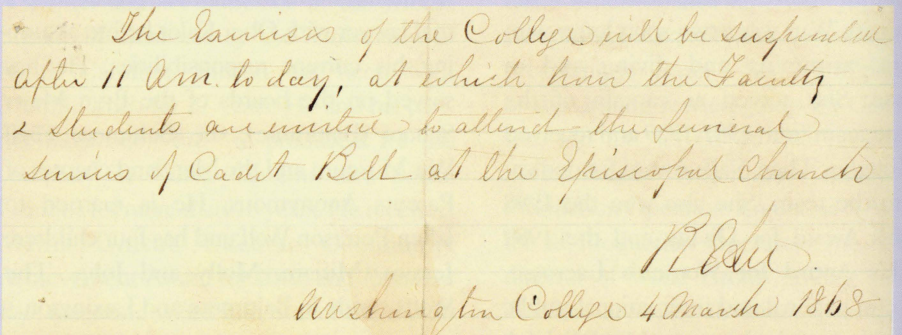 The Exercises of the College will be suspended
after 11 am. to day, at which hour the Faculty
& Students are invited to attend the funeral
services of Cadet Bell at the Episcopal Church
R E Lee
Washington College 4 March 1868